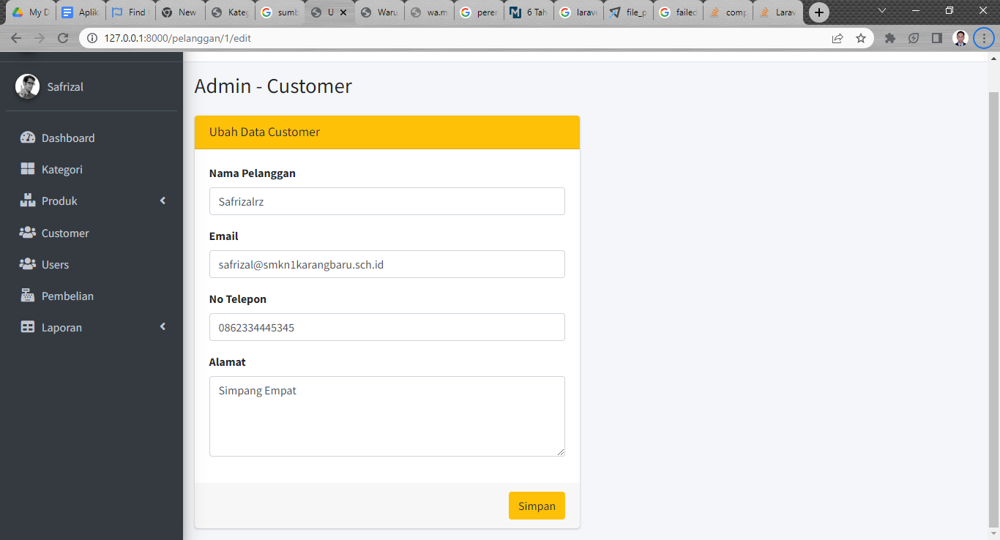 My D
Aplik
Find
New
Kateg
sumb
U
Waru
wa.m
perer
6 Tah
larav
file_p
failed
comp
Larav
127.0.0.1:8000/pelanggan/1/edit
Safrizal
Dashboard
Kategori
Produk
Customer
Users
Pembelian
Laporan
Admin - Customer
Ubah Data Customer
Nama Pelanggan
Safrizalrz
Email
safrizal@smkn1karangbaru.sch.id
No Telepon
0862334445345
Alamat
Simpang Empat
Simpan